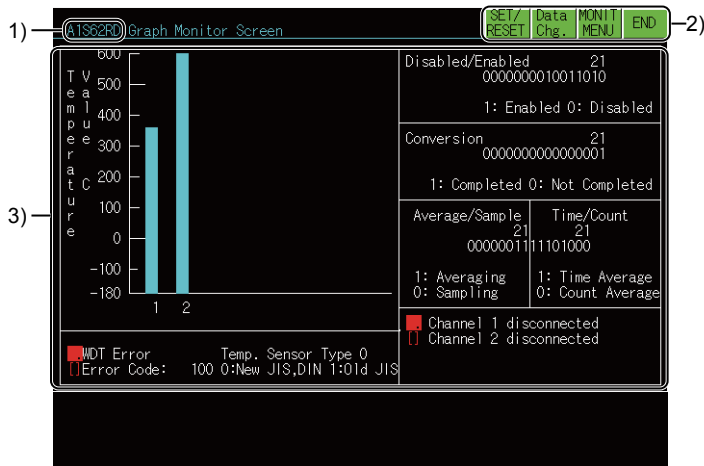 1)
A1S62RD Graph Monitor Screen
SET/ RESET
Data Chg.
MONIT MENU
END
2)
3)
Temperature
Value C
600
500
400
300
200
100
0
-100
-180
1 2
Disabled/Enabled 21
0000000010011010
1: Enabled 0: Disabled
Conversion 21
0000000000000001
1: Completed 0: Not Completed
Average/Sample Time/Count
21 21
0000001111101000
1: Averaging 1: Time Average
0: Sampling 0: Count Average
Channel 1 disconnected
[] Channel 2 disconnected
WDT Error Temp. Sensor Type 0
[]Error Code: 100 0:New JIS,DIN 1:Old JIS